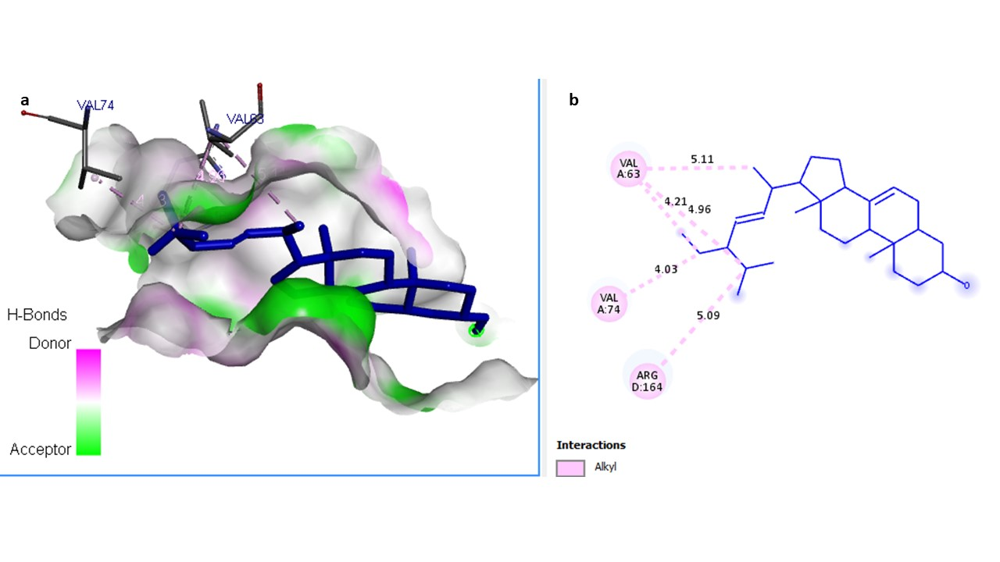 a
VAL74
VAL63
H-Bonds
Donor
Acceptor
b
VAL
A:63
5.11
4.21
4.96
4.03
VAL
A:74
5.09
ARG
D:164
O
Interactions
Alkyl